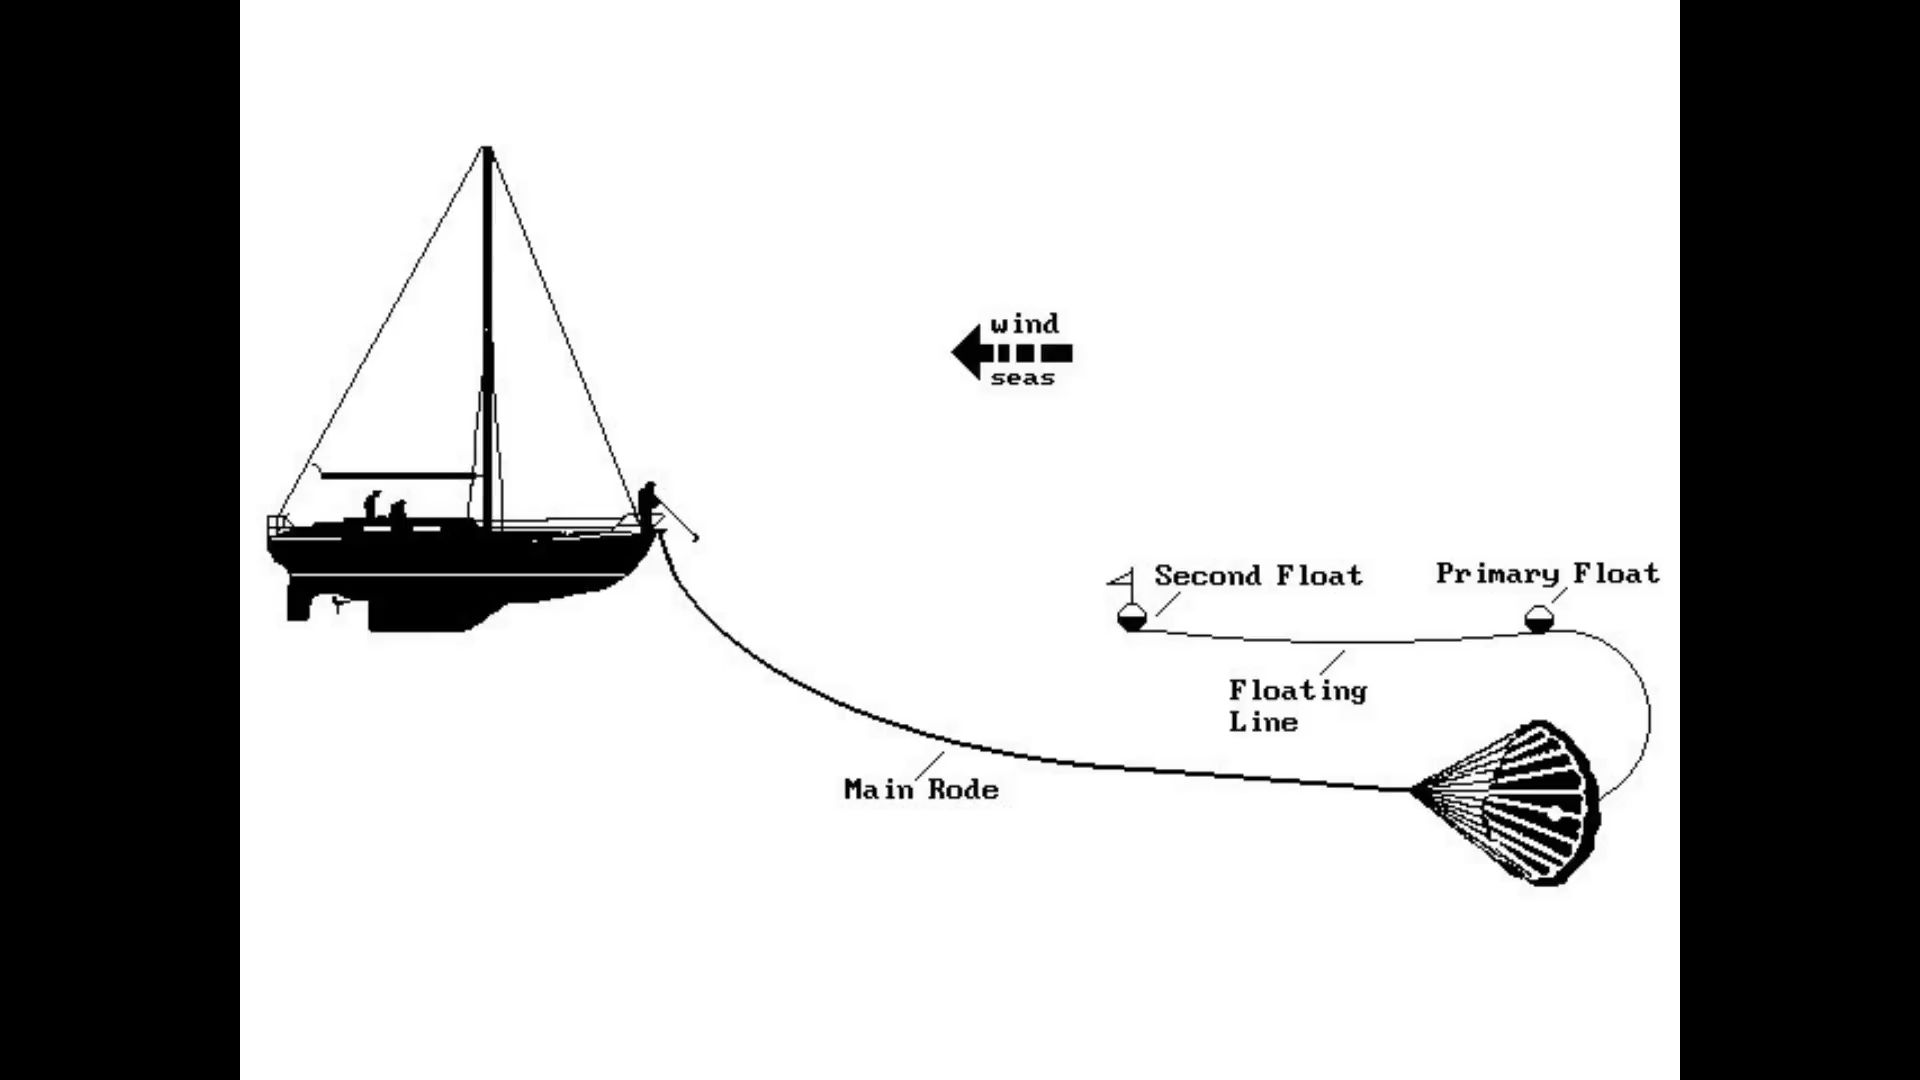 wind
seas
Second Float
Primary Float
Floating
Line
Main Rode